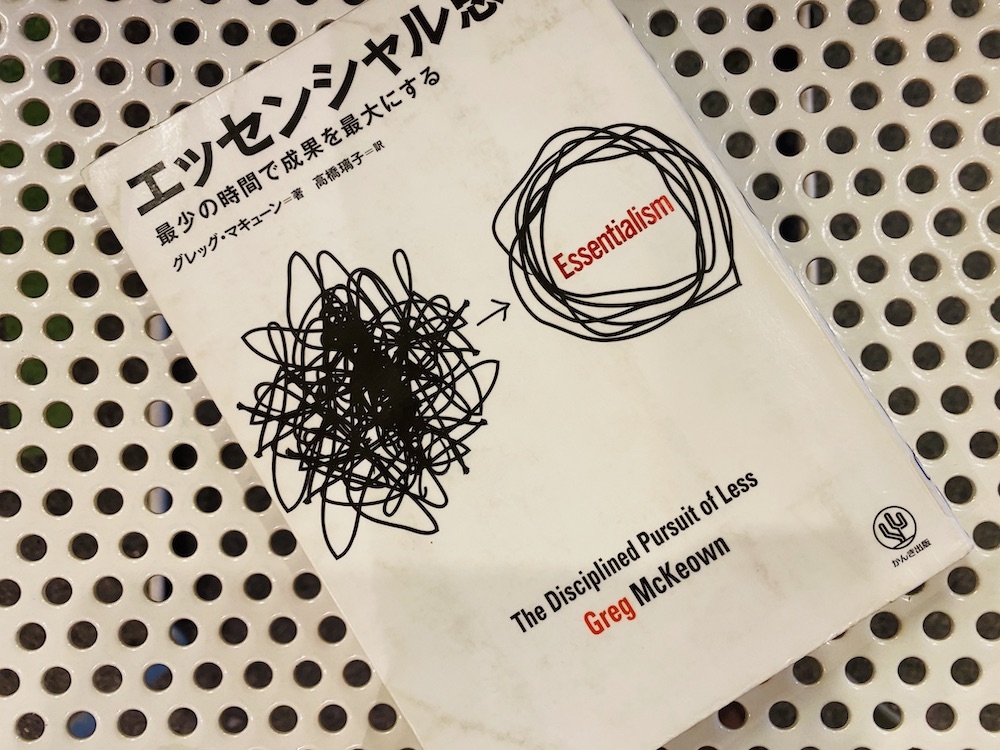 エッセンシャル思
最少の時間で成果を最大にする
グレッグ・マキューン＝著 高橋璃子＝訳
Essentialism
The Disciplined Pursuit of Less
Greg McKeown
かんき出版